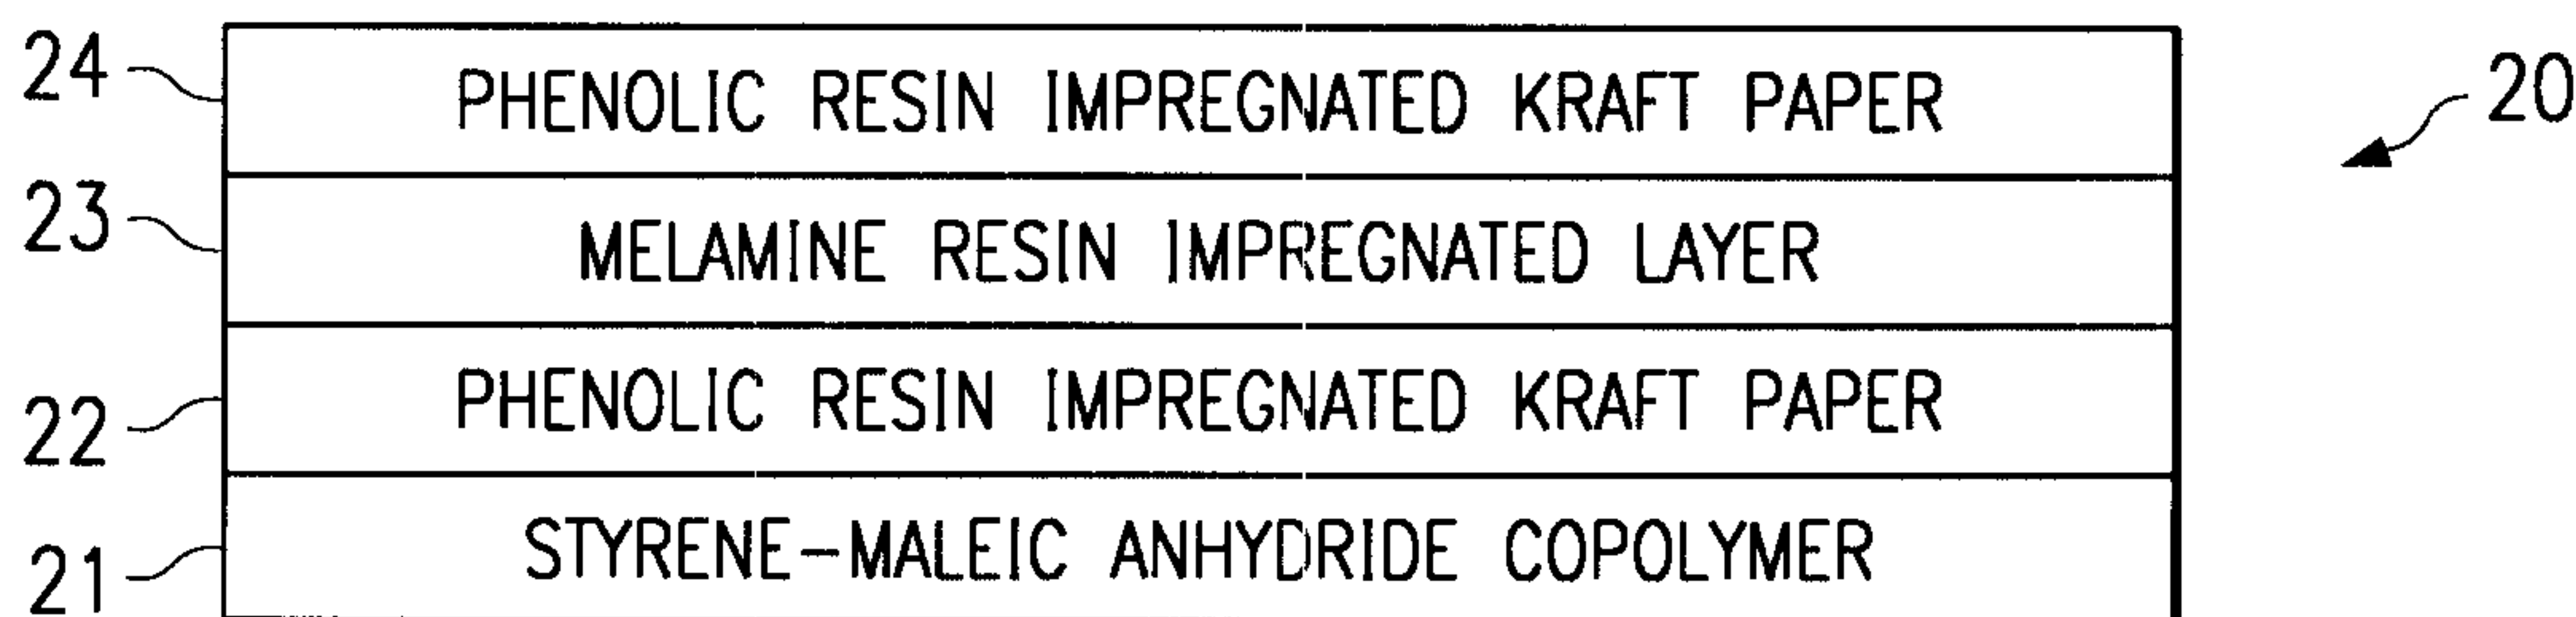 24 PHENOLIC RESIN IMPREGNATED KRAFT PAPER 20
23 MELAMINE RESIN IMPREGNATED LAYER
22 PHENOLIC RESIN IMPREGNATED KRAFT PAPER
21 STYRENE-MALEIC ANHYDRIDE COPOLYMER